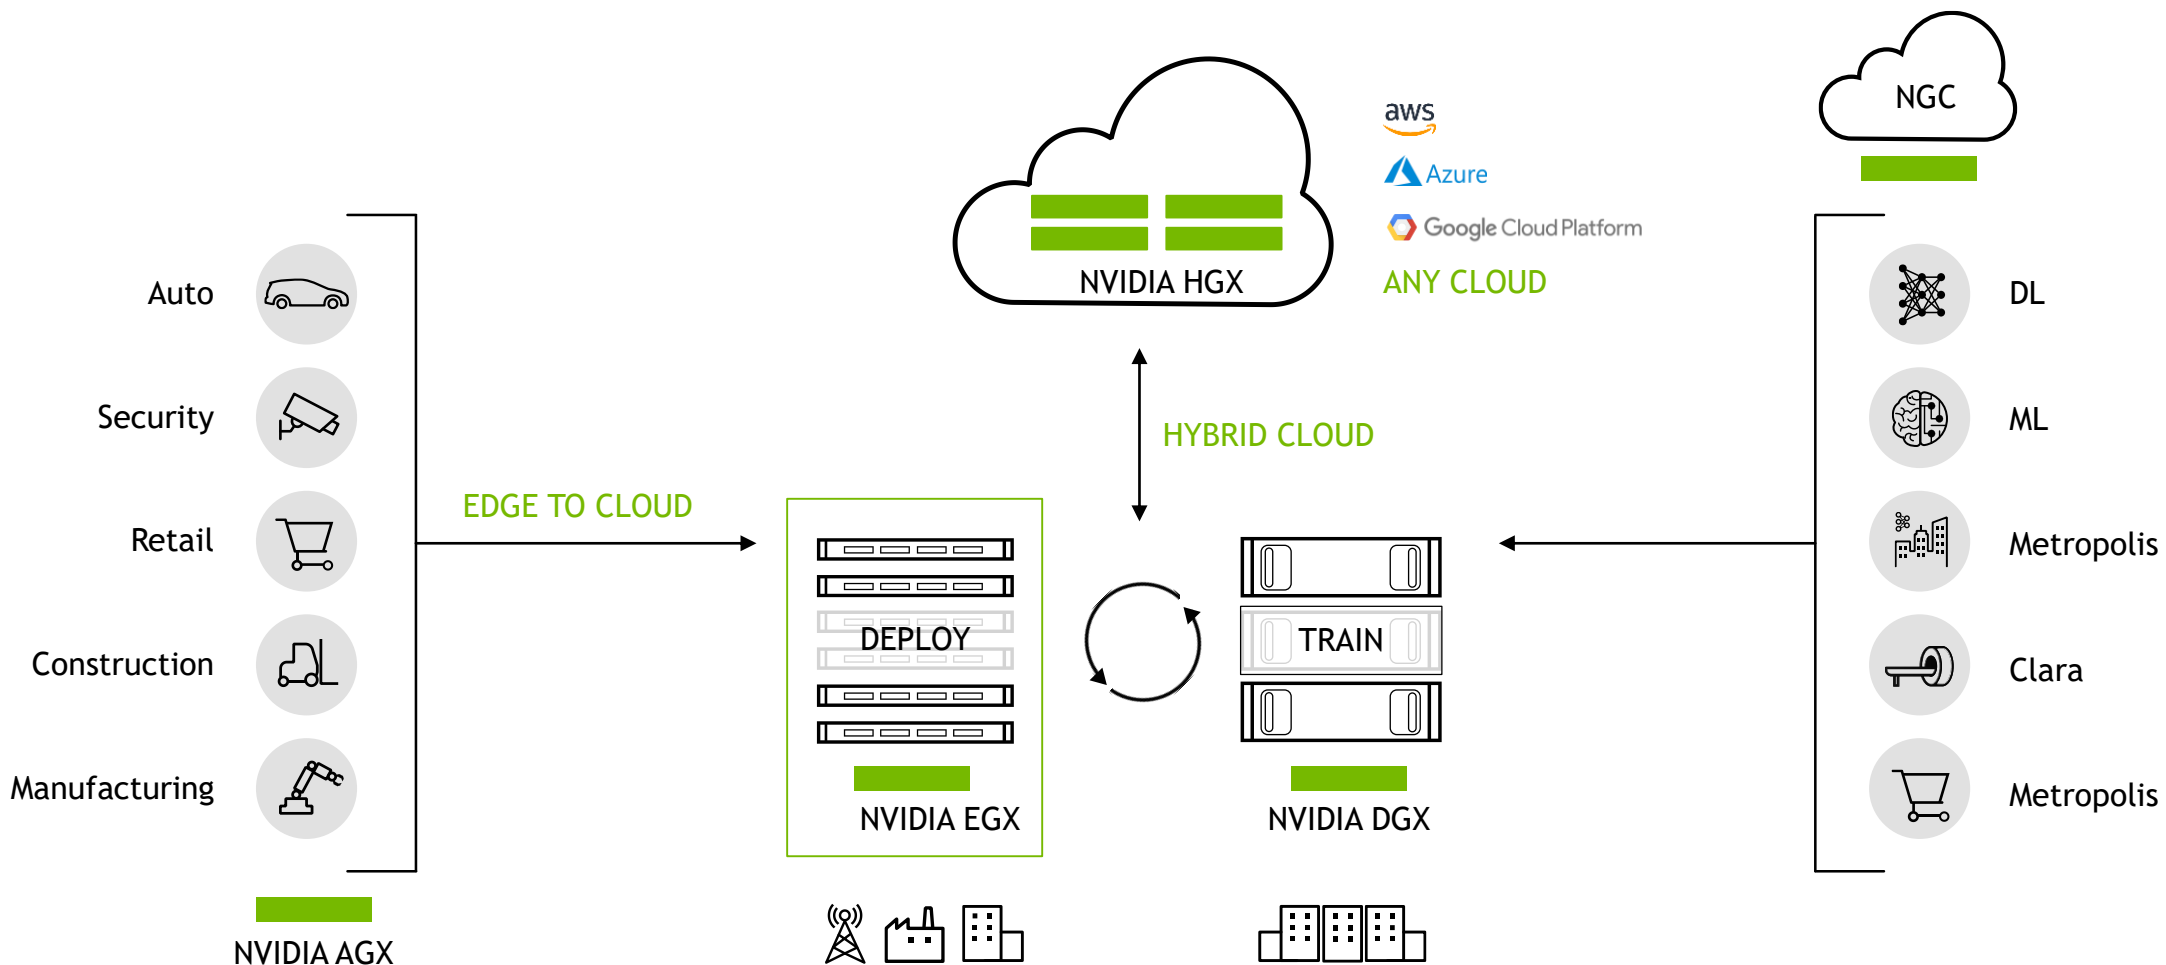 NGC
aws
Azure
Google Cloud Platform
NVIDIA HGX
ANY CLOUD
Auto
Security
Retail
Construction
Manufacturing
NVIDIA AGX
EDGE TO CLOUD
HYBRID CLOUD
DEPLOY
NVIDIA EGX
TRAIN
NVIDIA DGX
DL
ML
Metropolis
Clara
Metropolis